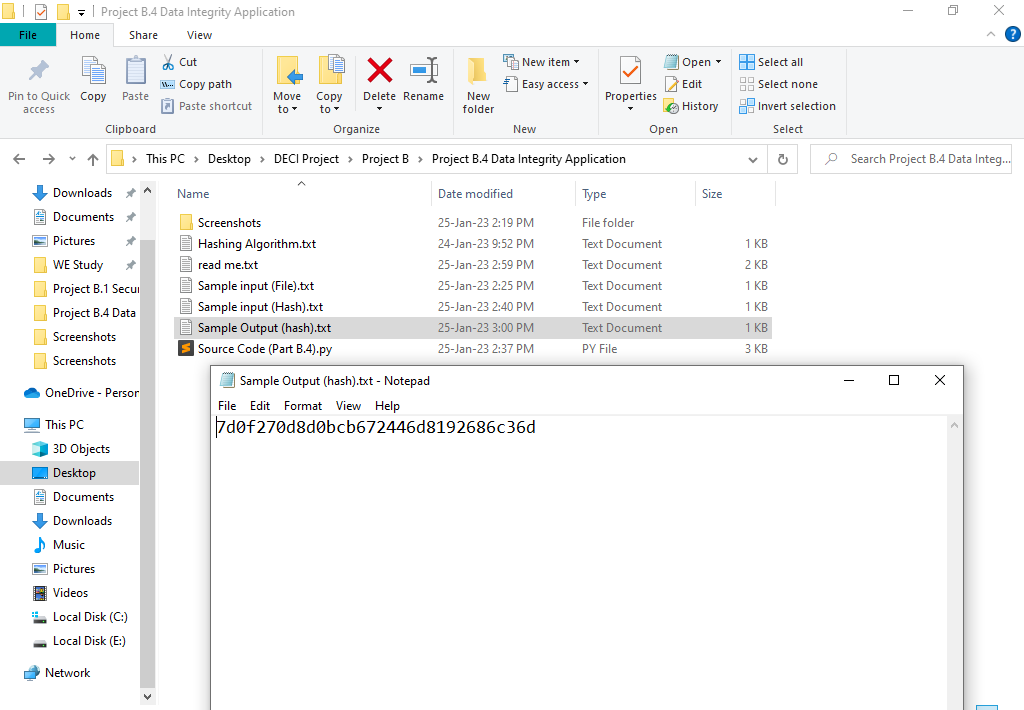 Project B.4 Data Integrity Application
File Home Share View
Pin to Quick access
Copy
Paste
Cut
Copy path
Paste shortcut
Clipboard
Move to
Copy to
Delete
Rename
Organize
New folder
New item
Easy access
New
Properties
Open
Edit
History
Open
Select all
Select none
Invert selection
Select
This PC > Desktop > DECI Project > Project B > Project B.4 Data Integrity Application
Search Project B.4 Data Integ...
Downloads
Documents
Pictures
WE Study
Project B.1 Secur
Project B.4 Data
Screenshots
Screenshots
OneDrive - Person
This PC
3D Objects
Desktop
Documents
Downloads
Music
Pictures
Videos
Local Disk (C:)
Local Disk (E:)
Network
Name Date modified Type Size
Screenshots 25-Jan-23 2:19 PM File folder
Hashing Algorithm.txt 24-Jan-23 9:52 PM Text Document 1 KB
read me.txt 25-Jan-23 2:59 PM Text Document 2 KB
Sample input (File).txt 25-Jan-23 2:25 PM Text Document 1 KB
Sample input (Hash).txt 25-Jan-23 2:40 PM Text Document 1 KB
Sample Output (hash).txt 25-Jan-23 3:00 PM Text Document 1 KB
Source Code (Part B.4).py 25-Jan-23 2:37 PM PY File 3 KB
Sample Output (hash).txt - Notepad
File Edit Format View Help
7d0f270d8d0bcb672446d8192686c36d